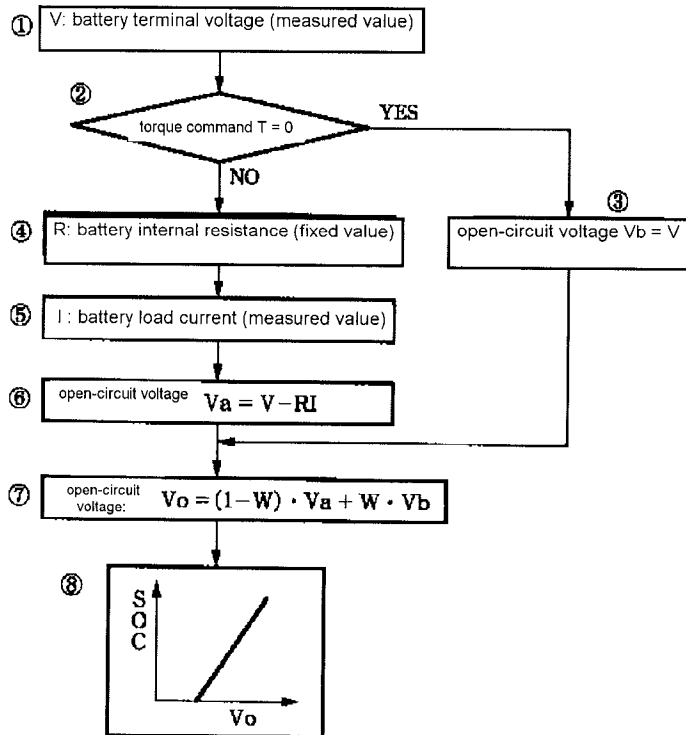 ① V: battery terminal voltage (measured value)
②
torque command T = 0
YES
NO
③
open-circuit voltage Vb = V
④ R: battery internal resistance (fixed value)
⑤ I : battery load current (measured value)
⑥ open-circuit voltage Va = V−RI
⑦ open-circuit voltage: Vo = (1−W) · Va + W · Vb
⑧
SOC
Vo